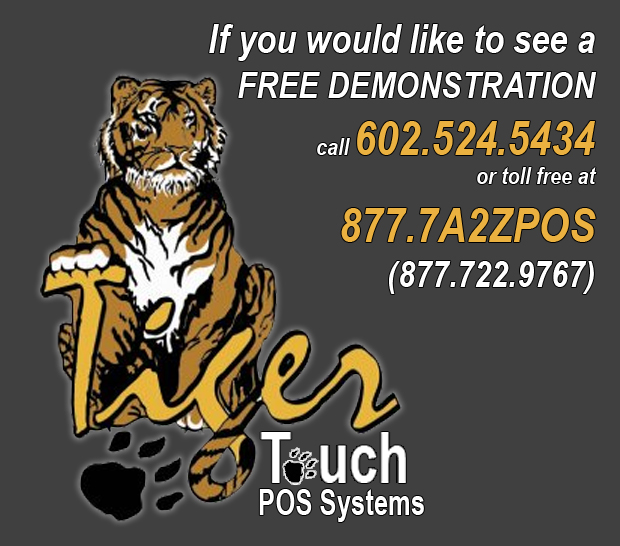 If you would like to see a
FREE DEMONSTRATION
call 602.524.5434
or toll free at
877.7A2ZPOS
(877.722.9767)
Tiger
Touch
POS Systems